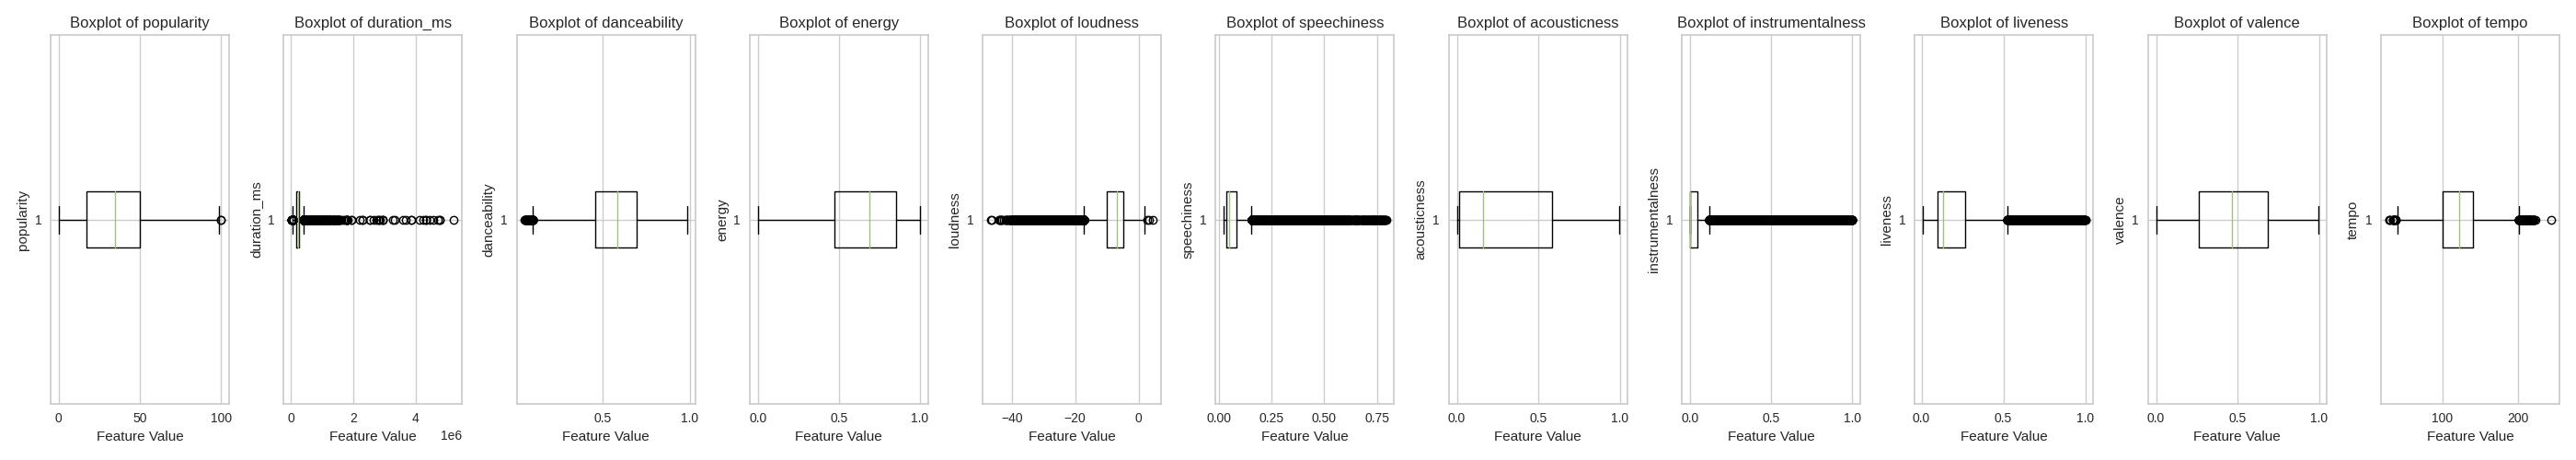 Boxplot of popularity
popularity
1
0 50 100
Feature Value
Boxplot of duration_ms
duration_ms
1
0 2 4
1e6
Feature Value
Boxplot of danceability
danceability
1
0.5 1.0
Feature Value
Boxplot of energy
energy
1
0.0 0.5 1.0
Feature Value
Boxplot of loudness
loudness
1
−40 −20 0
Feature Value
Boxplot of speechiness
speechiness
1
0.00 0.25 0.50 0.75
Feature Value
Boxplot of acousticness
acousticness
1
0.0 0.5 1.0
Feature Value
Boxplot of instrumentalness
instrumentalness
1
0.0 0.5 1.0
Feature Value
Boxplot of liveness
liveness
1
0.0 0.5 1.0
Feature Value
Boxplot of valence
valence
1
0.0 0.5 1.0
Feature Value
Boxplot of tempo
tempo
1
100 200
Feature Value